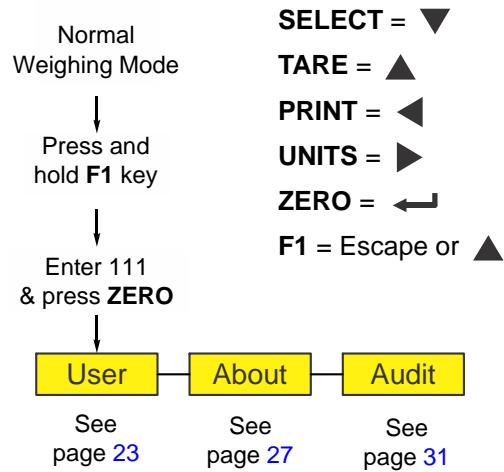 Normal
Weighing Mode
Press and
hold F1 key
Enter 111
& press ZERO
SELECT = ▼
TARE = ▲
PRINT = ◀
UNITS = ▶
ZERO = ↵
F1 = Escape or ▲
User
About
Audit
See
page 23
See
page 27
See
page 31